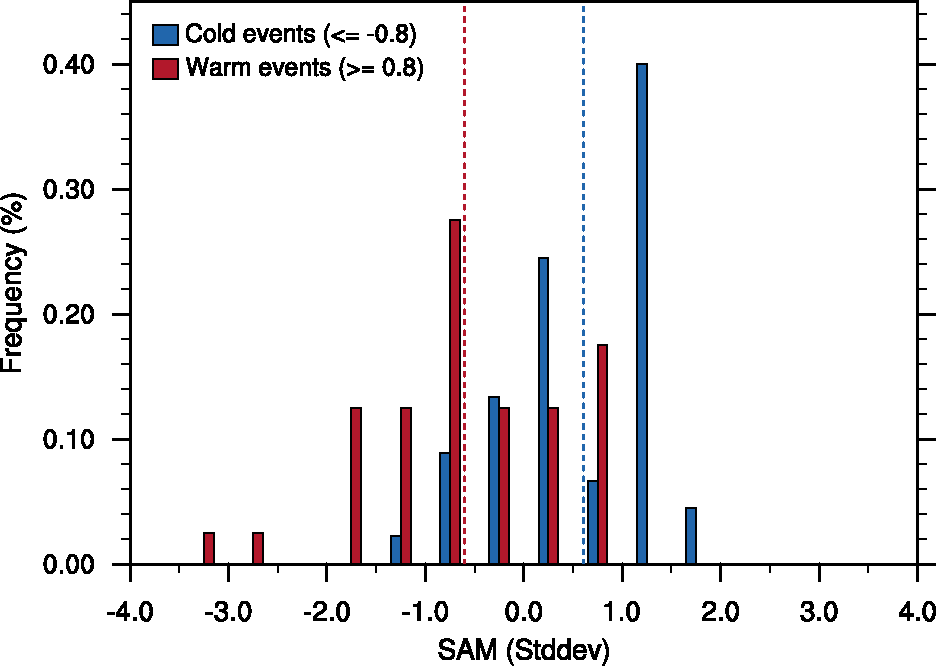 Cold events (<= -0.8)
Warm events (>= 0.8)
Frequency (%)
0.40
0.30
0.20
0.10
0.00
-4.0 -3.0 -2.0 -1.0 0.0 1.0 2.0 3.0 4.0
SAM (Stddev)